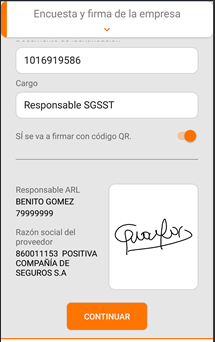 Encuesta y firma de la empresa
1016919586
Cargo
Responsable SGSST
SÍ se va a firmar con código QR.
Responsable ARL
BENITO GOMEZ
79999999
Razón social del
proveedor
860011153 POSITIVA
COMPAÑÍA DE
SEGUROS S.A
CONTINUAR